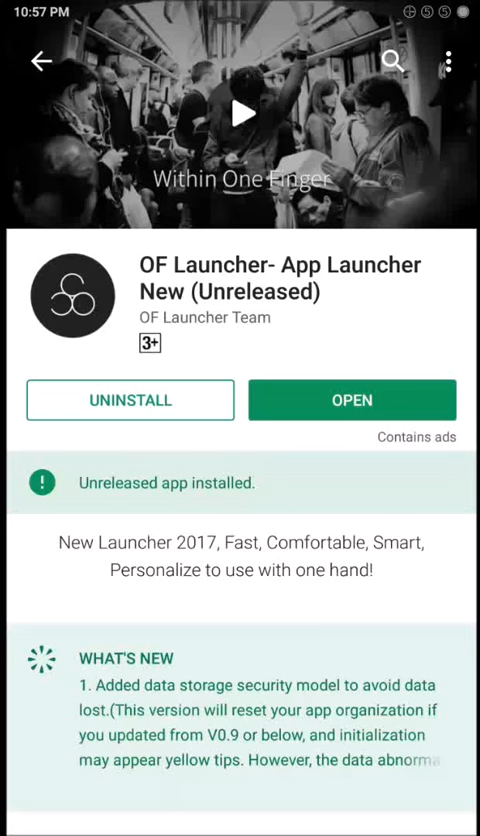 10:57 PM
Within One Finger
OF Launcher- App Launcher
New (Unreleased)
OF Launcher Team
3+
UNINSTALL
OPEN
Contains ads
Unreleased app installed.
New Launcher 2017, Fast, Comfortable, Smart,
Personalize to use with one hand!
WHAT'S NEW
1. Added data storage security model to avoid data
lost.(This version will reset your app organization if
you updated from V0.9 or below, and initialization
may appear yellow tips. However, the data abnorma